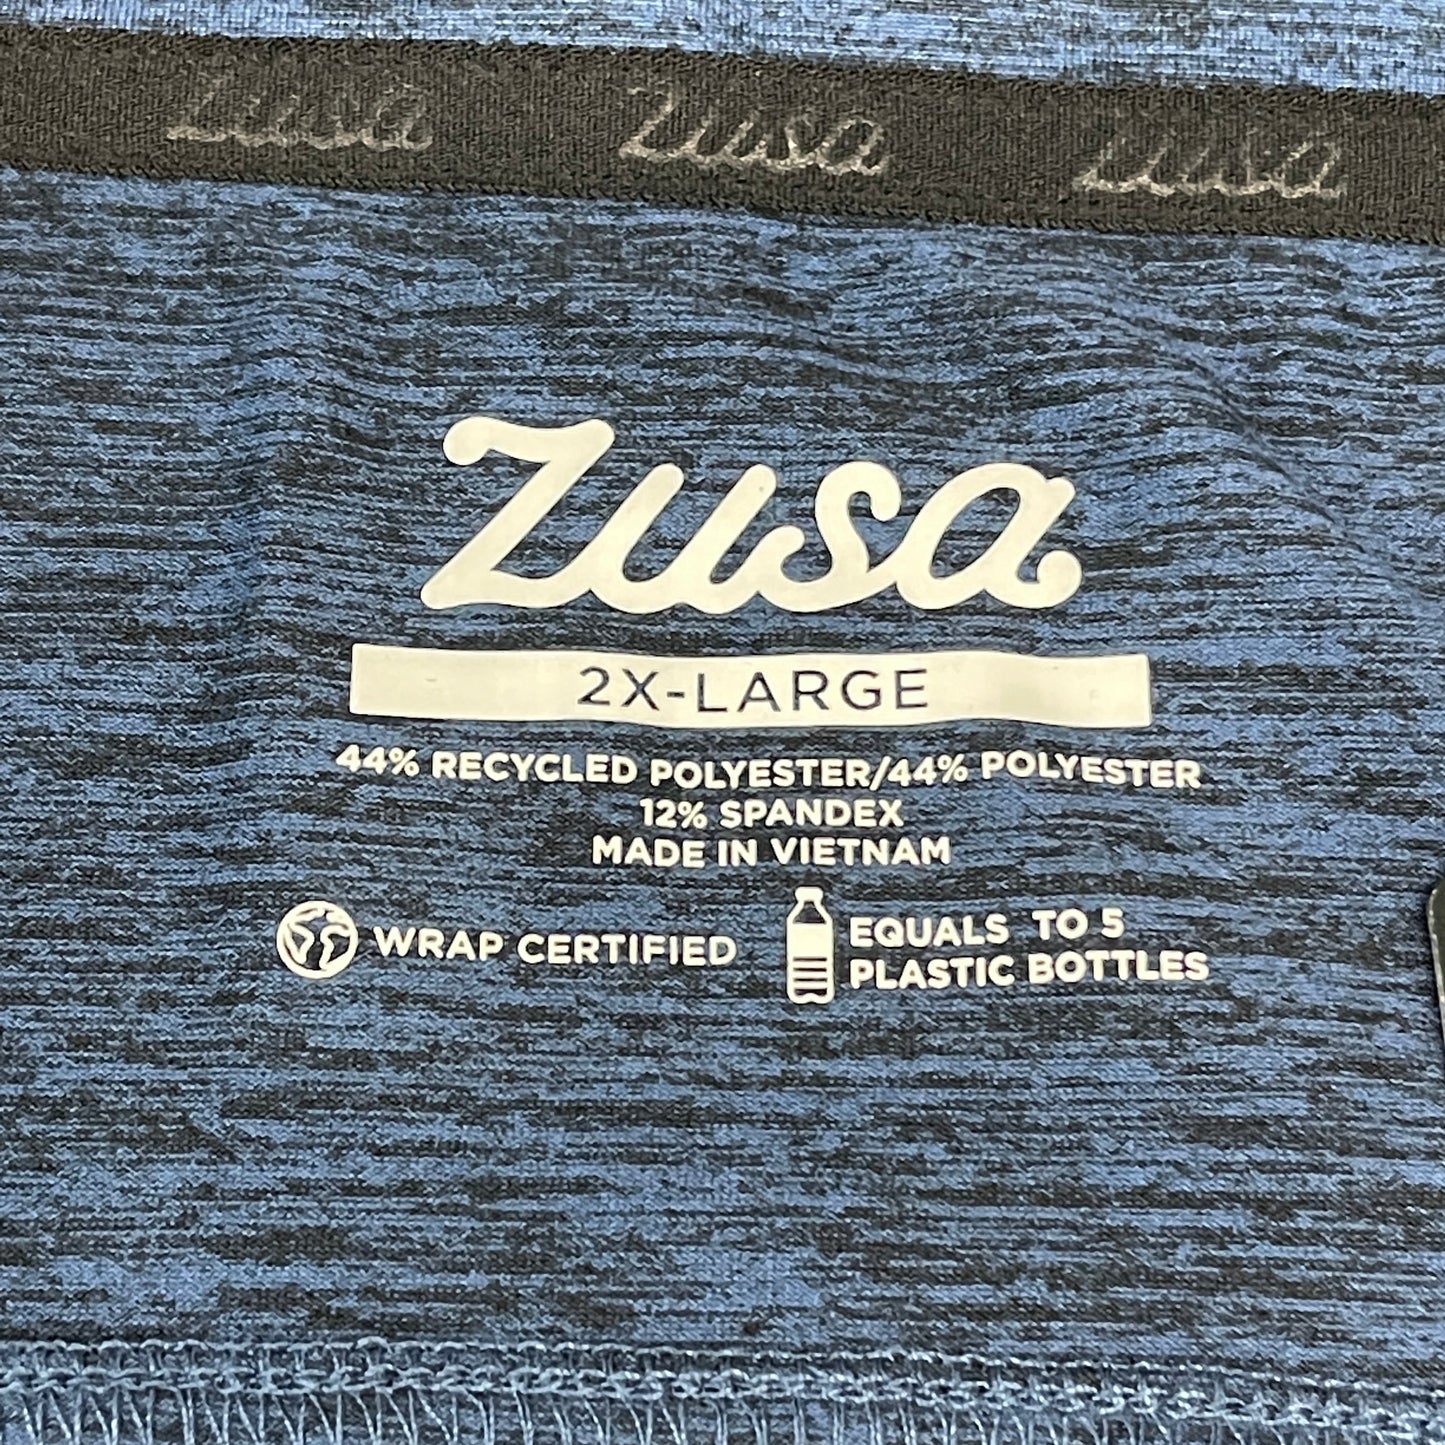 Zusa Zusa Zusa
Zusa
2X-LARGE
44% RECYCLED POLYESTER/44% POLYESTER
12% SPANDEX
MADE IN VIETNAM
WRAP CERTIFIED
EQUALS TO 5
PLASTIC BOTTLES